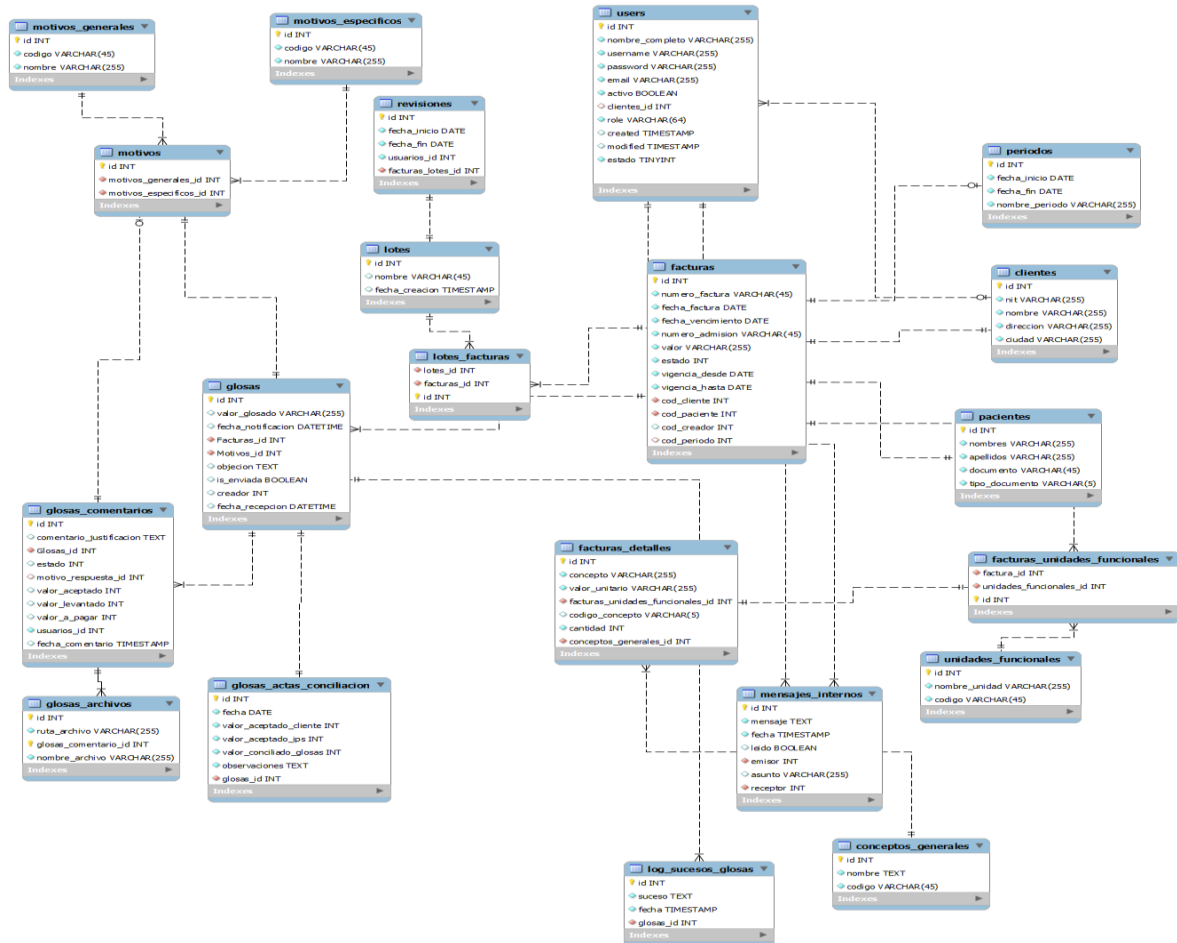 motivos_generales
id INT
codigo VARCHAR(45)
nombre VARCHAR(255)
Indexes
motivos_especificos
id INT
codigo VARCHAR(45)
nombre VARCHAR(255)
Indexes
users
id INT
nombre_completo VARCHAR(255)
username VARCHAR(255)
password VARCHAR(255)
email VARCHAR(255)
activo BOOLEAN
clientes_id INT
role VARCHAR(64)
created TIMESTAMP
modified TIMESTAMP
estado TINYINT
Indexes
revisiones
id INT
fecha_inicio DATE
fecha_fin DATE
usuarios_id INT
facturas_lotes_id INT
Indexes
motivos
id INT
motivos_generales_id INT
motivos_especificos_id INT
Indexes
periodos
id INT
fecha_inicio DATE
fecha_fin DATE
nombre_periodo VARCHAR(255)
Indexes
lotes
id INT
nombre VARCHAR(45)
fecha_creacion TIMESTAMP
Indexes
facturas
id INT
numero_factura VARCHAR(45)
fecha_factura DATE
fecha_vencimiento DATE
numero_admision VARCHAR(45)
valor VARCHAR(255)
estado INT
vigencia_desde DATE
vigencia_hasta DATE
cod_cliente INT
cod_paciente INT
cod_creador INT
cod_periodo INT
Indexes
clientes
id INT
nit VARCHAR(255)
nombre VARCHAR(255)
direccion VARCHAR(255)
ciudad VARCHAR(255)
Indexes
lotes_facturas
lotes_id INT
facturas_id INT
id INT
Indexes
glosas
id INT
valor_glosado VARCHAR(255)
fecha_notificacion DATETIME
Facturas_id INT
Motivos_id INT
objecion TEXT
is_enviada BOOLEAN
creador INT
fecha_recepcion DATETIME
Indexes
pacientes
id INT
nombres VARCHAR(255)
apellidos VARCHAR(255)
documento VARCHAR(45)
tipo_documento VARCHAR(5)
Indexes
glosas_comentarios
id INT
comentario_justificacion TEXT
Glosas_id INT
estado INT
motivo_respuesta_id INT
valor_aceptado INT
valor_levantado INT
valor_a_pagar INT
usuarios_id INT
fecha_comentario TIMESTAMP
Indexes
facturas_detalles
id INT
concepto VARCHAR(255)
valor_unitario VARCHAR(255)
facturas_unidades_funcionales_id INT
codigo_concepto VARCHAR(5)
cantidad INT
conceptos_generales_id INT
Indexes
facturas_unidades_funcionales
factura_id INT
unidades_funcionales_id INT
id INT
Indexes
unidades_funcionales
id INT
nombre_unidad VARCHAR(255)
codigo VARCHAR(45)
Indexes
glosas_archivos
id INT
ruta_archivo VARCHAR(255)
glosas_comentario_id INT
nombre_archivo VARCHAR(255)
Indexes
glosas_actas_conciliacion
id INT
fecha DATE
valor_aceptado_cliente INT
valor_aceptado_ips INT
valor_conciliado_glosas INT
observaciones TEXT
glosas_id INT
Indexes
mensajes_internos
id INT
mensaje TEXT
fecha TIMESTAMP
leido BOOLEAN
emisor INT
asunto VARCHAR(255)
receptor INT
Indexes
conceptos_generales
id INT
nombre TEXT
codigo VARCHAR(45)
Indexes
log_sucesos_glosas
id INT
suceso TEXT
fecha TIMESTAMP
glosas_id INT
Indexes